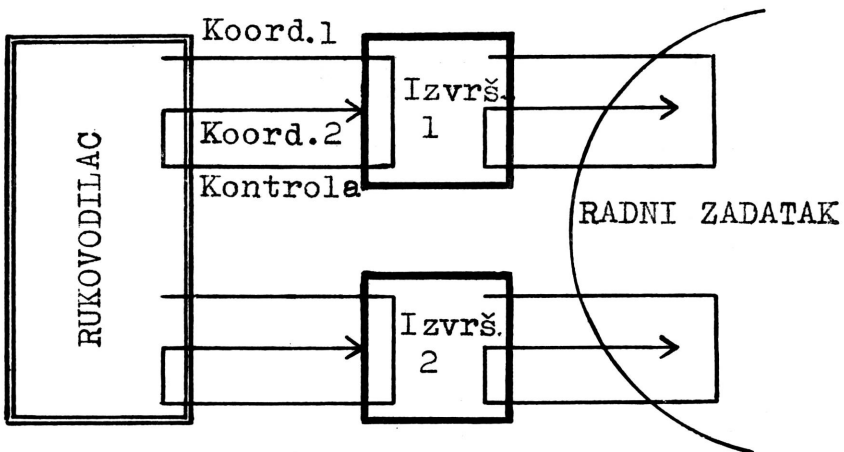 Koord.1
Izvrš.
1
Koord.2
Kontrola
RUKOVODILAC
RADNI ZADATAK
Izvrš.
2